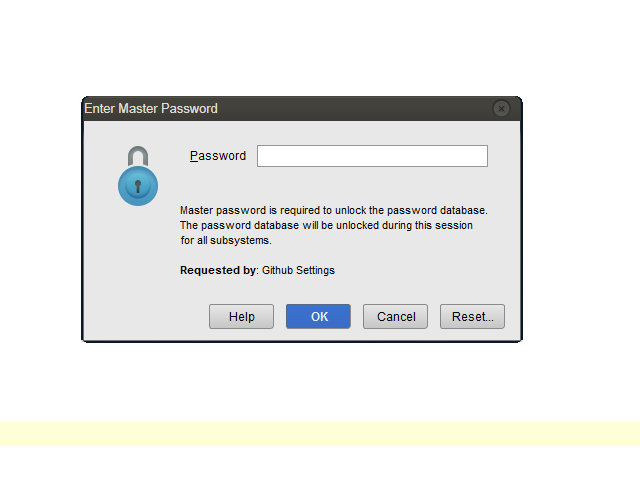 Enter Master Password
Password
Master password is required to unlock the password database.
The password database will be unlocked during this session
for all subsystems.
Requested by: Github Settings
Help OK Cancel Reset...